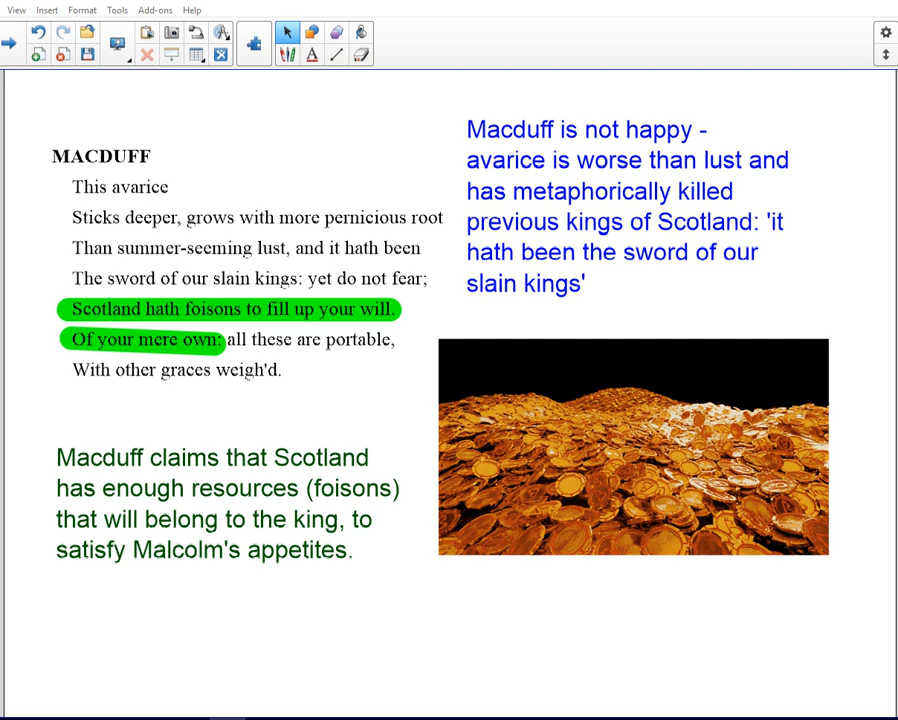 View Insert Format Tools Add-ons Help
MACDUFF
This avarice
Sticks deeper, grows with more pernicious root
Than summer-seeming lust, and it hath been
The sword of our slain kings: yet do not fear;
Scotland hath foisons to fill up your will.
Of your mere own: all these are portable,
With other graces weigh'd.
Macduff is not happy -
avarice is worse than lust and
has metaphorically killed
previous kings of Scotland: 'it
hath been the sword of our
slain kings'
Macduff claims that Scotland
has enough resources (foisons)
that will belong to the king, to
satisfy Malcolm's appetites.